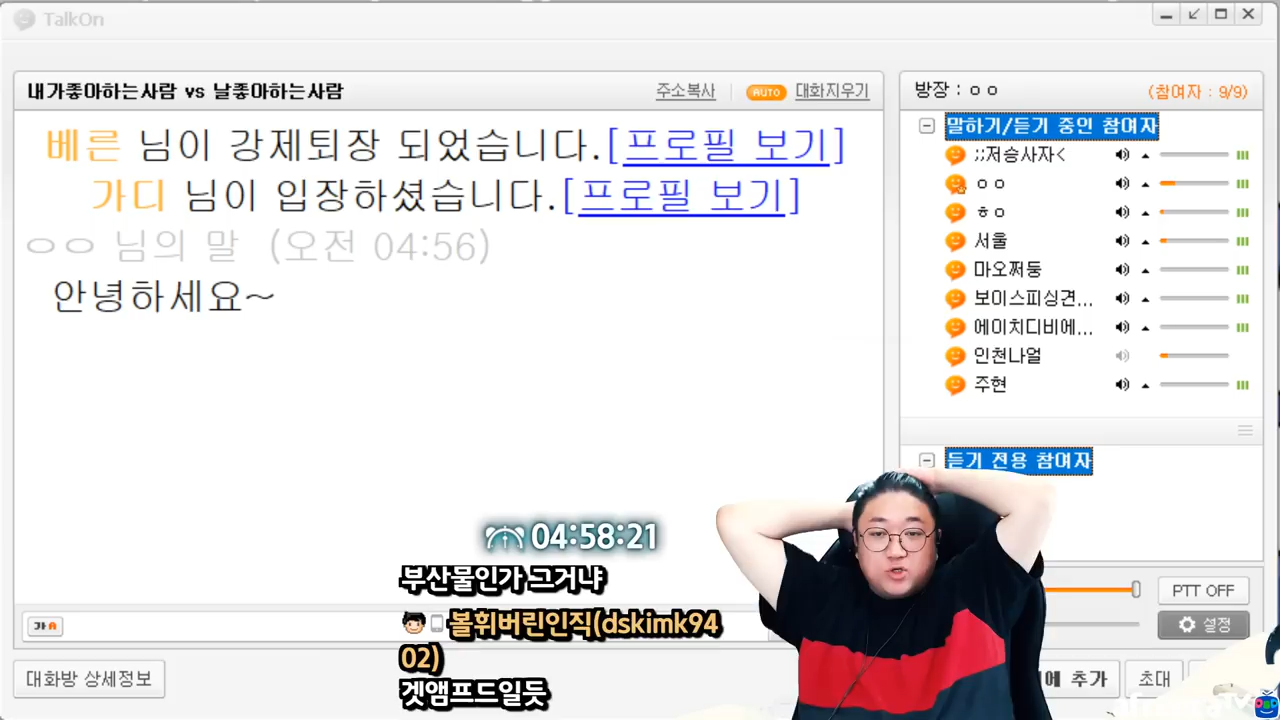 TalkOn
내가좋아하는사람 vs 날좋아하는사람
주소복사
AUTO
대화지우기
베른 님이 강제퇴장 되었습니다.[프로필 보기]
가디 님이 입장하셨습니다.[프로필 보기]
ㅇㅇ 님의 말 (오전 04:56)
안녕하세요~
방장 : ㅇㅇ
(참여자 : 9/9)
말하기/듣기 중인 참여자
;;저승사자<
ㅇㅇ
ㅎㅇ
서울
마오쩌둥
보이스피싱견...
에이치디비에...
인천나얼
주현
듣기 전용 참여자
04:58:21
부산물인가 그거냐
볼휘버린인직(dskimk94
02)
겟앰프드일듯
가A
PTT OFF
설정
대화방 상세정보
에 추가
초대
afreecaTV